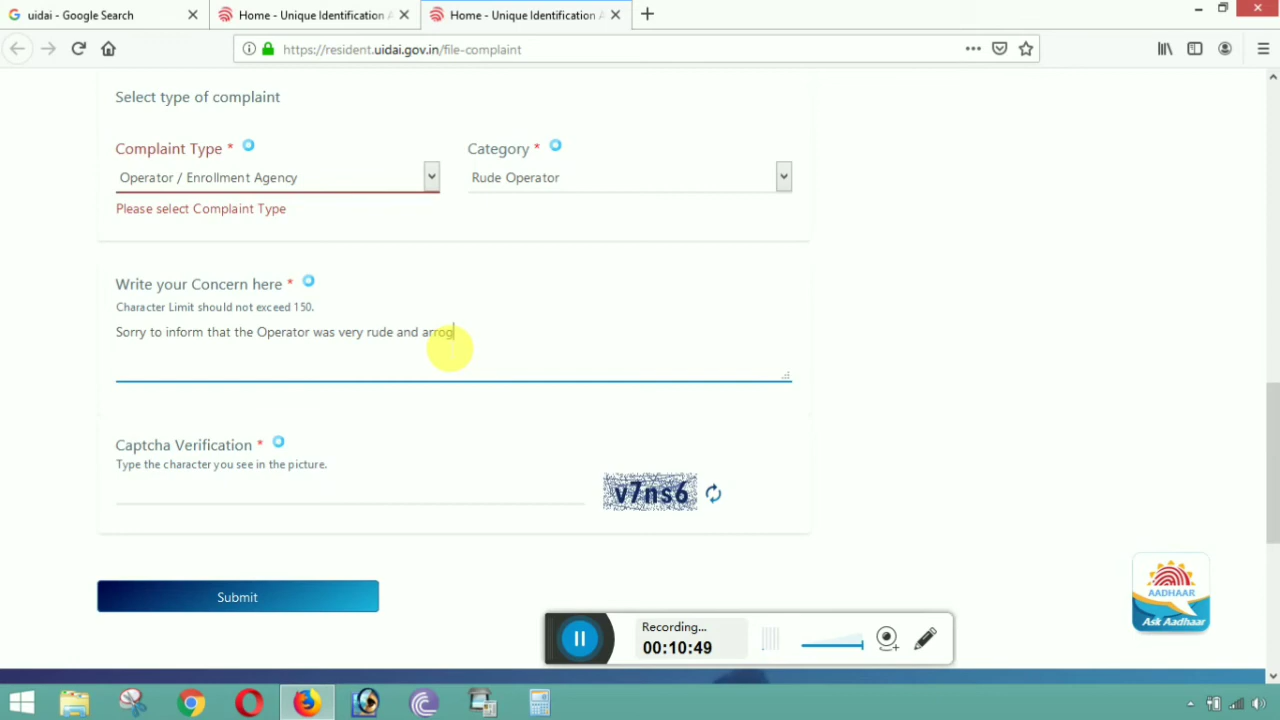 uidai - Google Search
Home - Unique Identification A
Home - Unique Identification A
https://resident.uidai.gov.in/file-complaint
Select type of complaint
Complaint Type *
Category *
Operator / Enrollment Agency
Rude Operator
Please select Complaint Type
Write your Concern here *
Character Limit should not exceed 150.
Sorry to inform that the Operator was very rude and arrog
Captcha Verification *
Type the character you see in the picture.
v7ns6
Submit
AADHAAR
Ask Aadhaar
Recording...
00:10:49